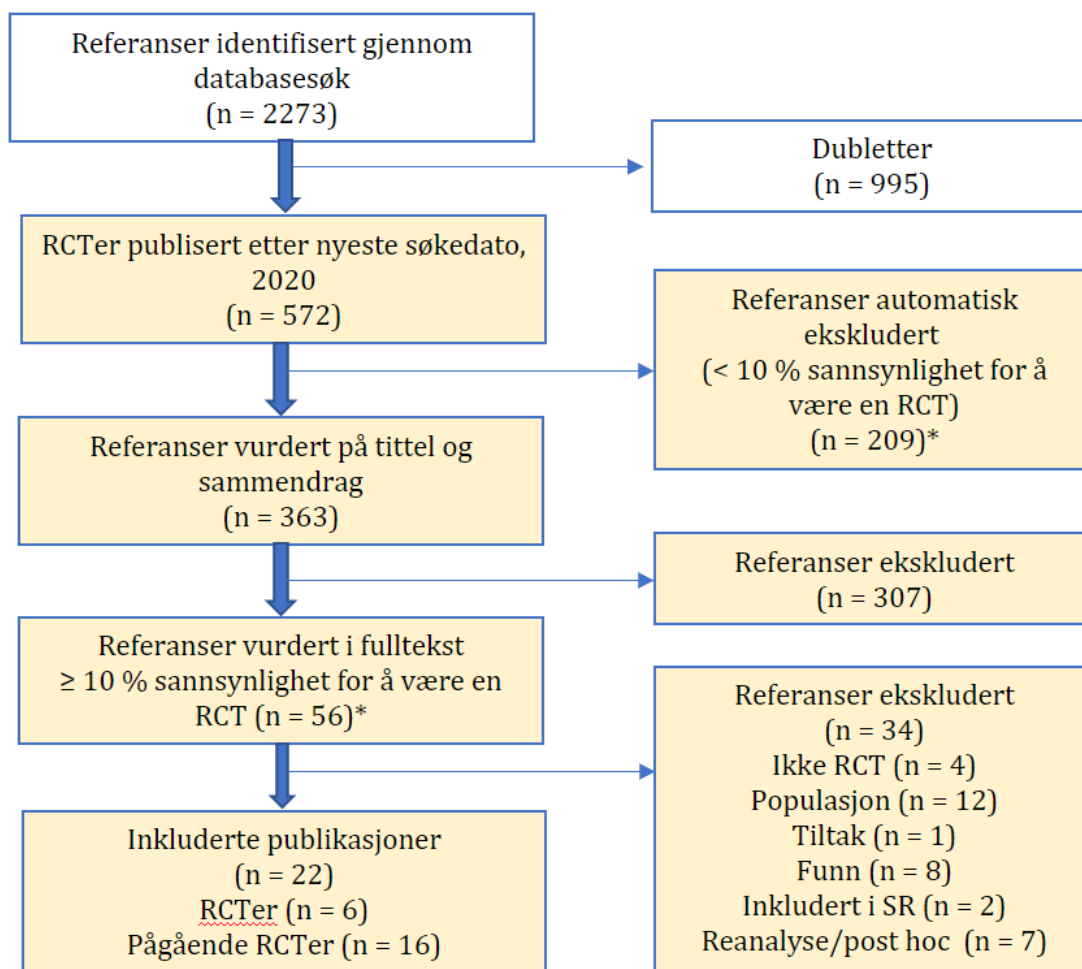 Referanser identifisert gjennom
databasesøk
(n = 2273)
Dubletter
(n = 995)
RCTer publisert etter nyeste søkedato,
2020
(n = 572)
Referanser automatisk
ekskludert
(< 10 % sannsynlighet for å
være en RCT)
(n = 209)*
Referanser vurdert på tittel og
sammendrag
(n = 363)
Referanser ekskludert
(n = 307)
Referanser vurdert i fulltekst
≥ 10 % sannsynlighet for å være en
RCT (n = 56)*
Referanser ekskludert
(n = 34)
Ikke RCT (n = 4)
Populasjon (n = 12)
Tiltak (n = 1)
Funn (n = 8)
Inkludert i SR (n = 2)
Reanalyse/post hoc (n = 7)
Inkluderte publikasjoner
(n = 22)
RCTer (n = 6)
Pågående RCTer (n = 16)